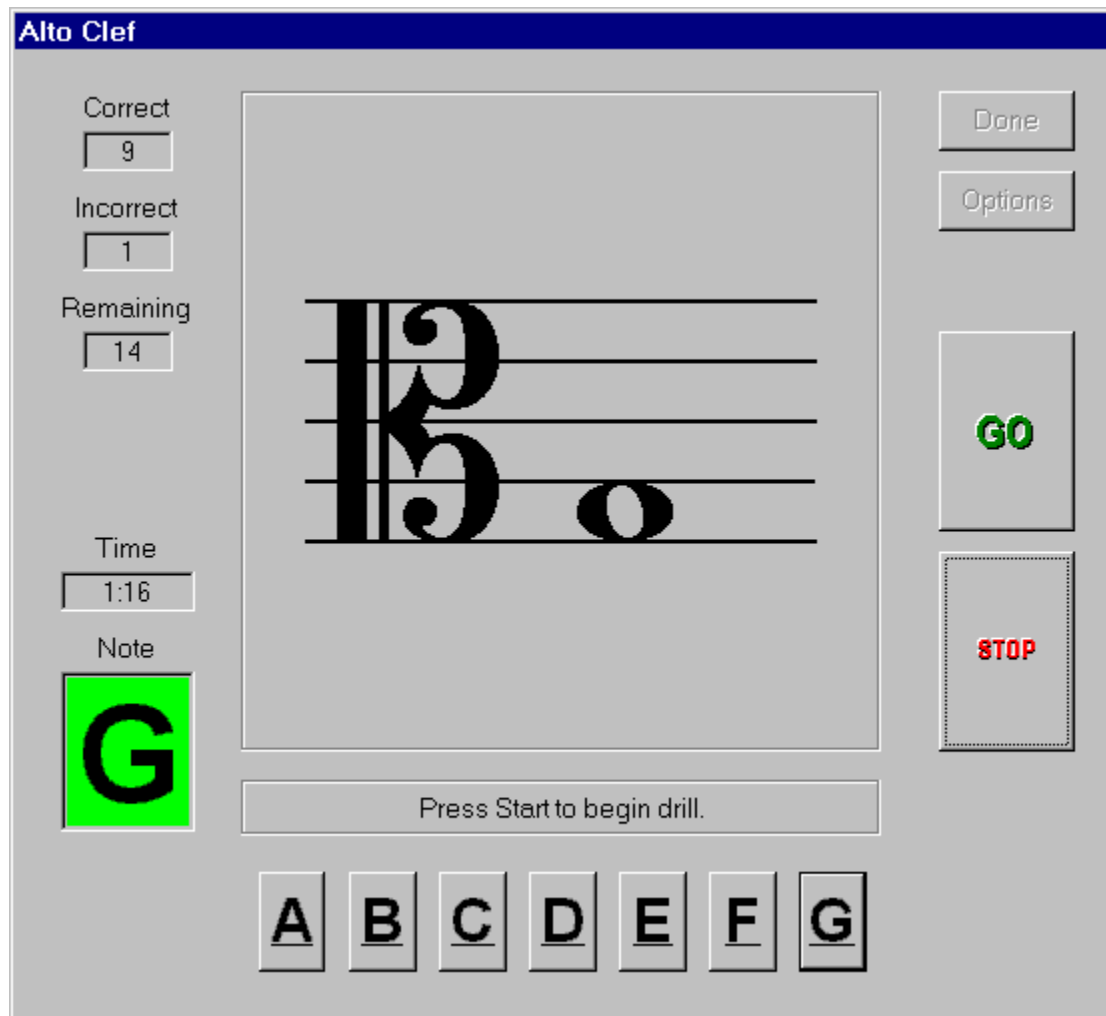 Alto Clef
Correct
9
Incorrect
1
Remaining
14
Time
1:16
Note
G
Done
Options
GO
STOP
Press Start to begin drill.
A B C D E F G